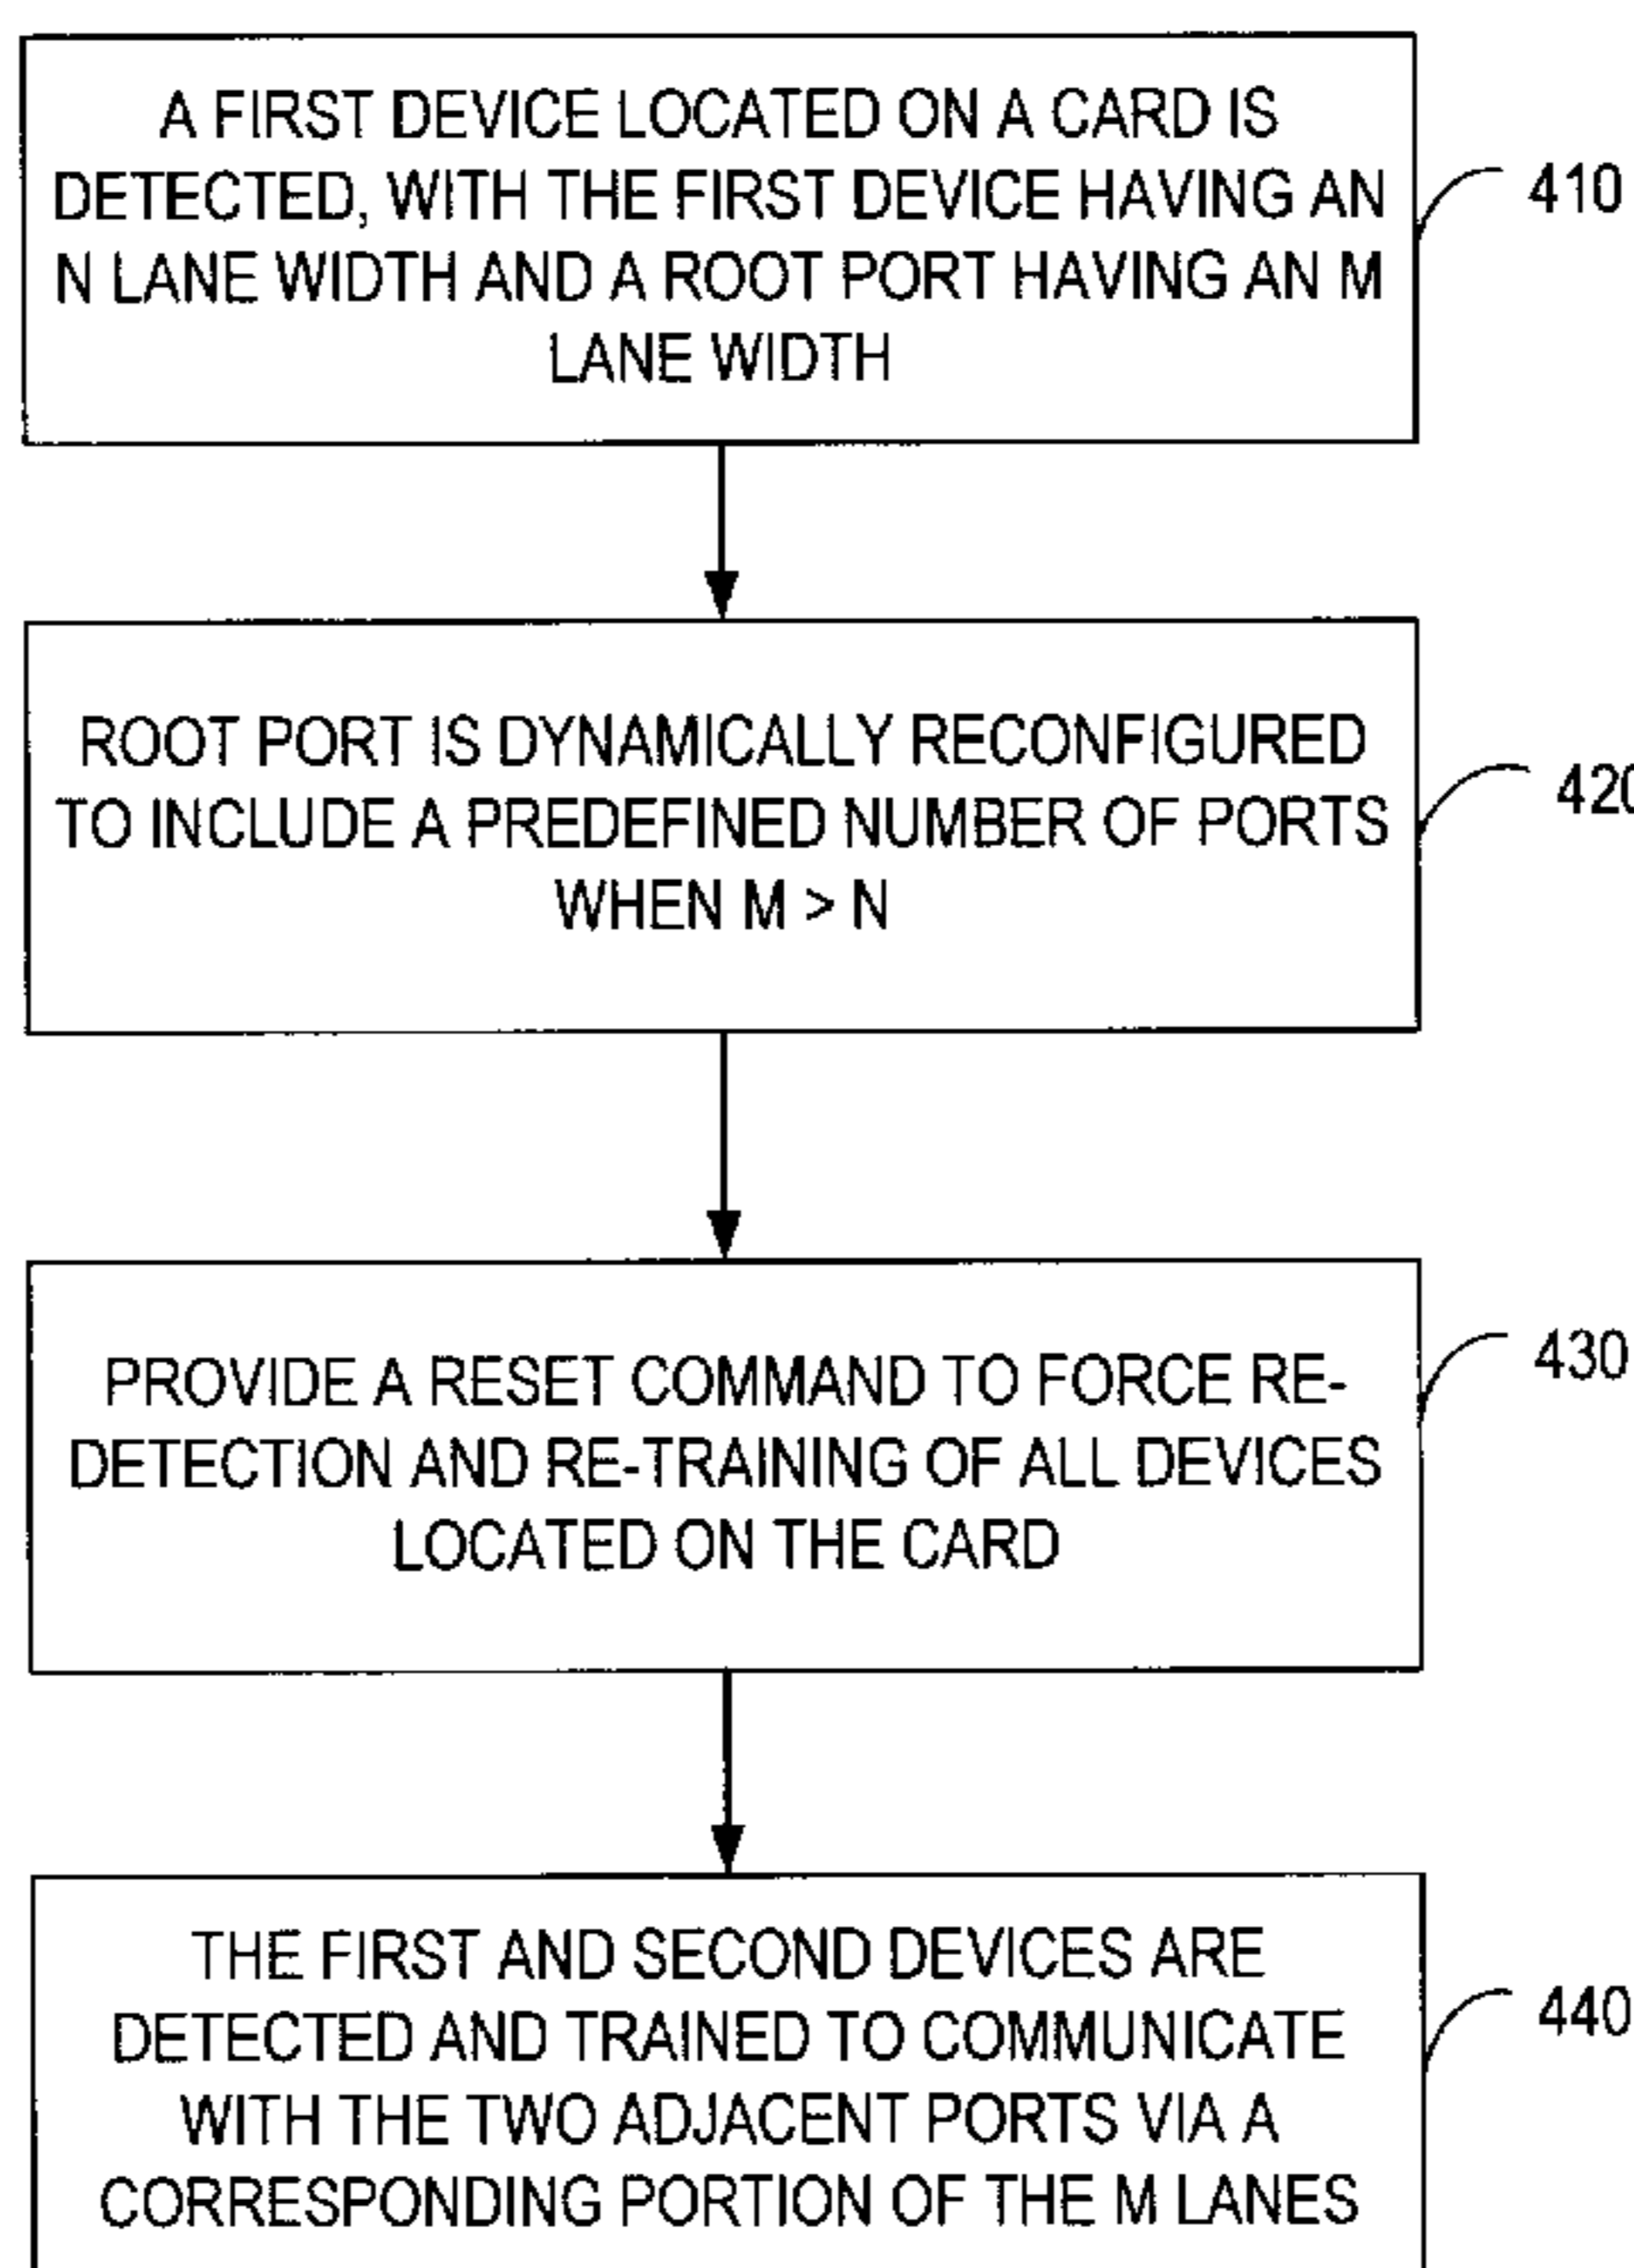 A FIRST DEVICE LOCATED ON A CARD IS
DETECTED, WITH THE FIRST DEVICE HAVING AN
N LANE WIDTH AND A ROOT PORT HAVING AN M
LANE WIDTH
410
ROOT PORT IS DYNAMICALLY RECONFIGURED
TO INCLUDE A PREDEFINED NUMBER OF PORTS
WHEN M > N
420
PROVIDE A RESET COMMAND TO FORCE RE-
DETECTION AND RE-TRAINING OF ALL DEVICES
LOCATED ON THE CARD
430
THE FIRST AND SECOND DEVICES ARE
DETECTED AND TRAINED TO COMMUNICATE
WITH THE TWO ADJACENT PORTS VIA A
CORRESPONDING PORTION OF THE M LANES
440